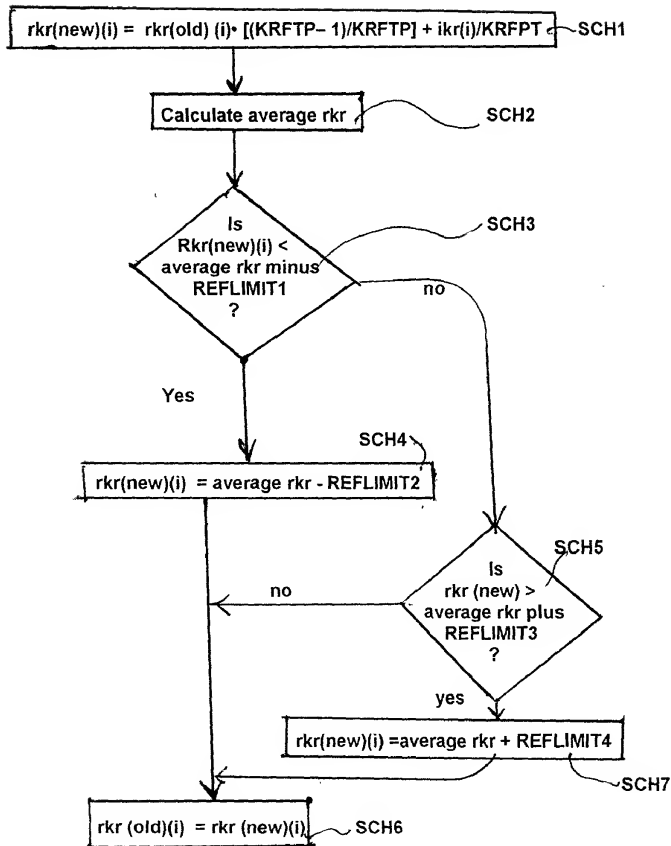 rkr(new)(i) = rkr(old) (i)• [(KRFTP– 1)/KRFTP] + ikr(i)/KRFPT
SCH1
Calculate average rkr
SCH2
Is
Rkr(new)(i) <
average rkr minus
REFLIMIT1
?
SCH3
no
Yes
SCH4
rkr(new)(i) = average rkr - REFLIMIT2
SCH5
Is
rkr (new) >
average rkr plus
REFLIMIT3
?
no
yes
rkr(new)(i) =average rkr + REFLIMIT4
SCH7
rkr (old)(i) = rkr (new)(i)
SCH6